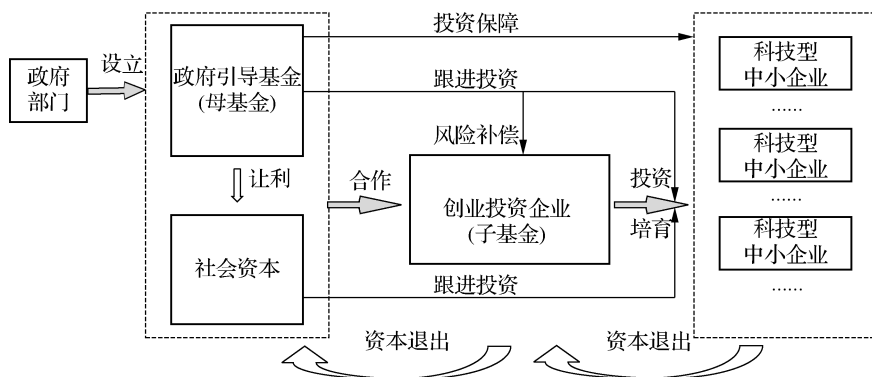 政府
部门
设立
政府引导基金
(母基金)
让利
社会资本
投资保障
跟进投资
风险补偿
合作
创业投资企业
(子基金)
投资
培育
跟进投资
科技型
中小企业
……
科技型
中小企业
……
科技型
中小企业
……
资本退出
资本退出